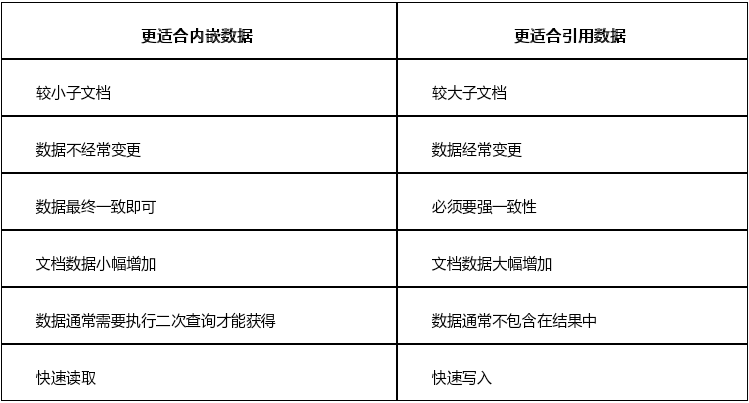 更适合内嵌数据 更适合引用数据
较小子文档 较大子文档
数据不经常变更 数据经常变更
数据最终一致即可 必须要强一致性
文档数据小幅增加 文档数据大幅增加
数据通常需要执行二次查询才能获得 数据通常不包含在结果中
快速读取 快速写入